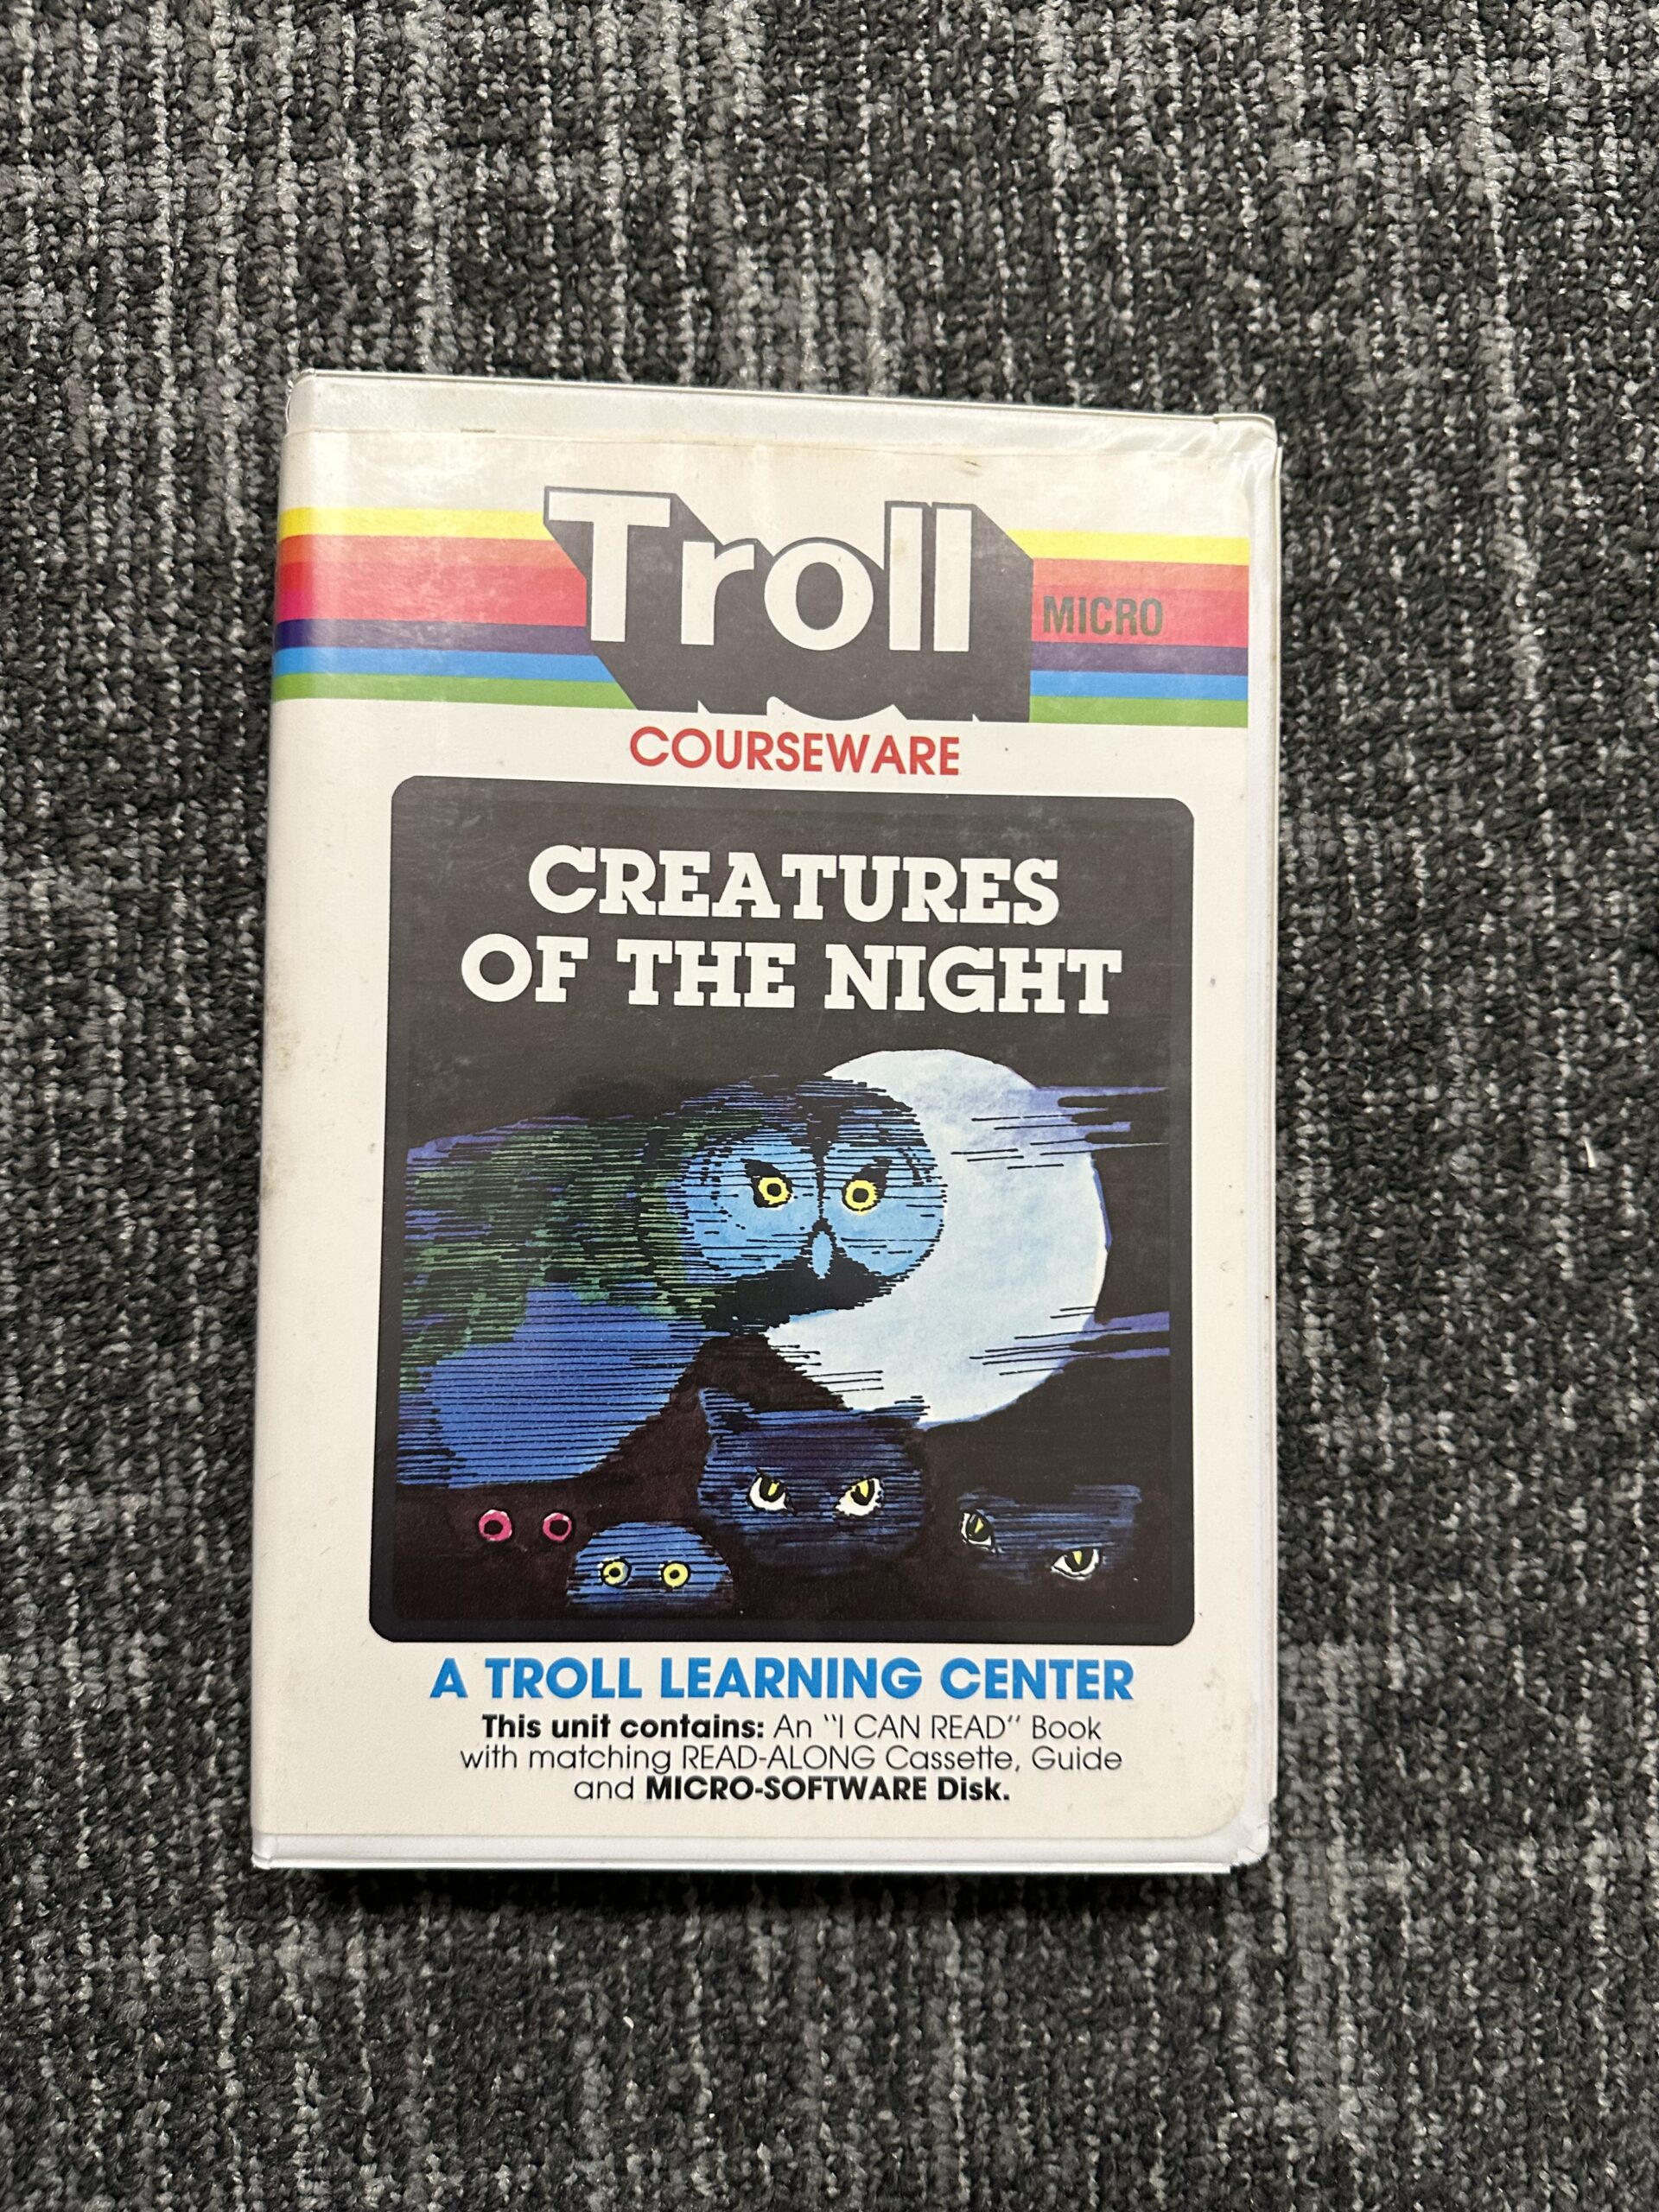 Troll
MICRO
COURSEWARE
CREATURES
OF THE NIGHT
A TROLL LEARNING CENTER
This unit contains: An "I CAN READ" Book
with matching READ-ALONG Cassette, Guide
and MICRO-SOFTWARE Disk.